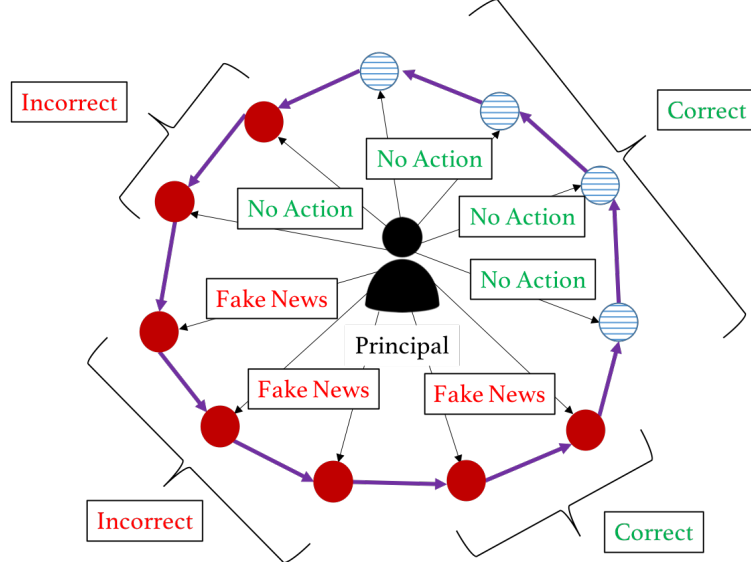 Incorrect
Correct
No Action
No Action
No Action
No Action
Fake News
Principal
Fake News
Fake News
Incorrect
Correct